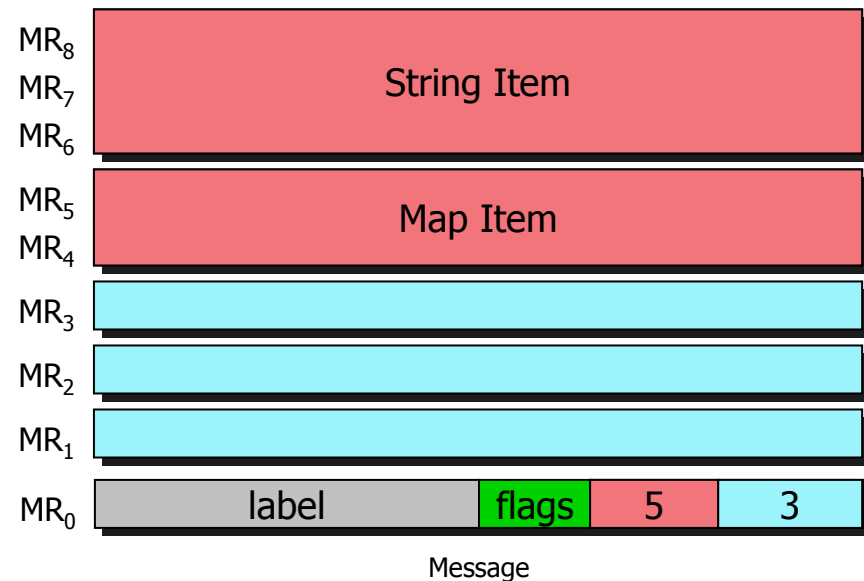 MR₈
MR₇ String Item
MR₆
MR₅
Map Item
MR₄
MR₃
MR₂
MR₁
MR₀ label flags 5 3
Message